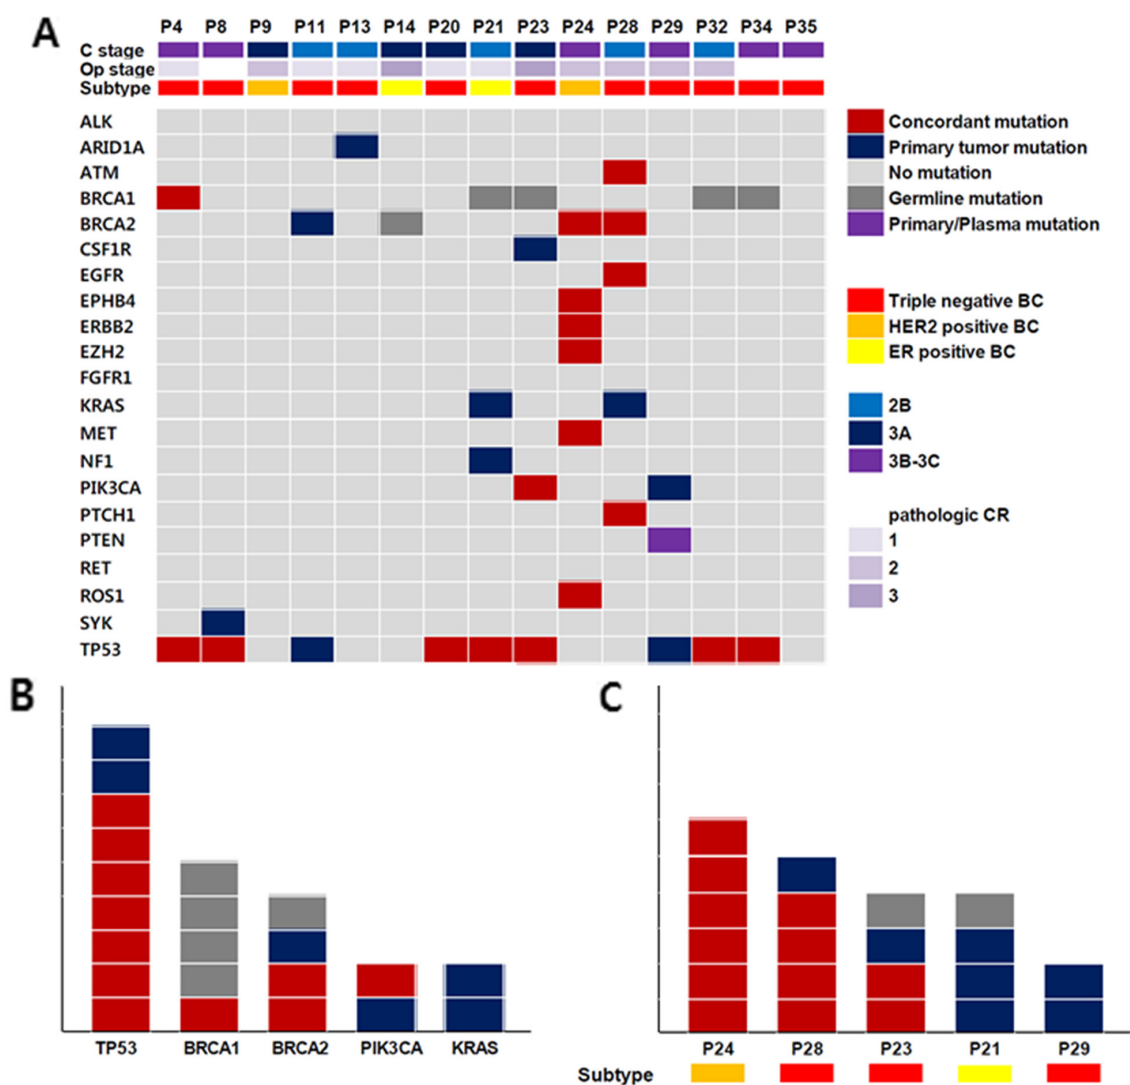 A
P4 P8 P9 P11 P13 P14 P20 P21 P23 P24 P28 P29 P32 P34 P35
C stage
Op stage
Subtype
ALK
ARID1A
ATM
BRCA1
BRCA2
CSF1R
EGFR
EPHB4
ERBB2
EZH2
FGFR1
KRAS
MET
NF1
PIK3CA
PTCH1
PTEN
RET
ROS1
SYK
TP53
Concordant mutation
Primary tumor mutation
No mutation
Germline mutation
Primary/Plasma mutation
Triple negative BC
HER2 positive BC
ER positive BC
2B
3A
3B-3C
pathologic CR
1
2
3
B
TP53 BRCA1 BRCA2 PIK3CA KRAS
C
P24 P28 P23 P21 P29
Subtype